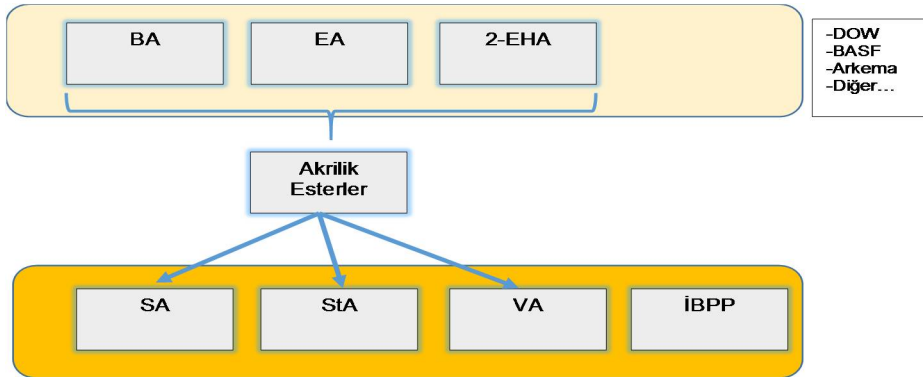 BA
EA
2-EHA
-DOW
-BASF
-Arkema
-Diğer...
Akrilik
Esterler
SA
StA
VA
İBPP